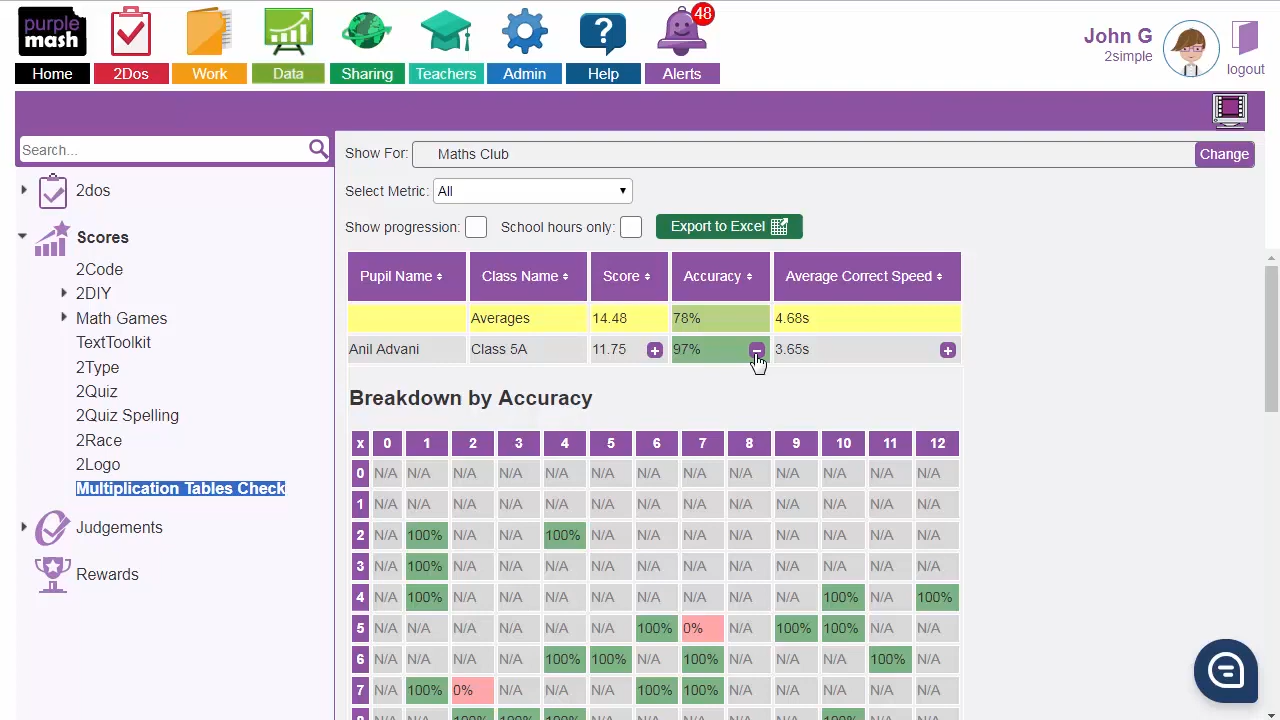 purple
mash
48
John G
2simple
logout
Home 2Dos Work Data Sharing Teachers Admin Help Alerts
Search...
2dos
Scores
2Code
2DIY
Math Games
TextToolkit
2Type
2Quiz
2Quiz Spelling
2Race
2Logo
Multiplication Tables Check
Judgements
Rewards
Show For: Maths Club Change
Select Metric: All
Show progression: School hours only: Export to Excel
Pupil Name Class Name Score Accuracy Average Correct Speed
Averages 14.48 78% 4.68s
Anil Advani Class 5A 11.75 97% 3.65s
Breakdown by Accuracy
x 0 1 2 3 4 5 6 7 8 9 10 11 12
0 N/A N/A N/A N/A N/A N/A N/A N/A N/A N/A N/A N/A N/A
1 N/A N/A N/A N/A N/A N/A N/A N/A N/A N/A N/A N/A N/A
2 N/A 100% N/A N/A 100% N/A N/A N/A N/A N/A N/A N/A N/A
3 N/A 100% N/A N/A N/A N/A N/A N/A N/A N/A N/A N/A N/A
4 N/A 100% N/A N/A N/A N/A N/A N/A N/A N/A 100% N/A 100%
5 N/A N/A N/A N/A N/A N/A 100% 0% N/A 100% 100% N/A N/A
6 N/A N/A N/A N/A 100% 100% N/A 100% N/A N/A N/A 100% N/A
7 N/A 100% 0% N/A N/A N/A 100% 100% N/A N/A N/A N/A N/A